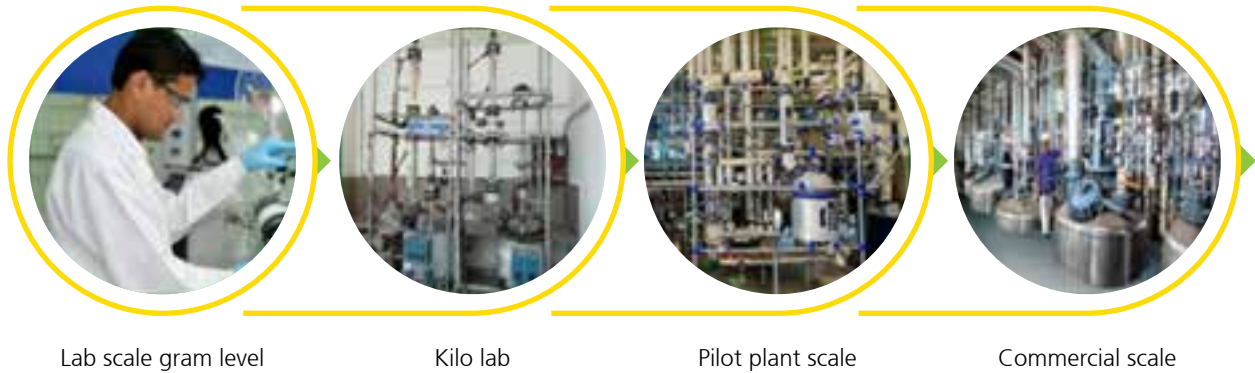 Lab scale gram level
Kilo lab
Pilot plant scale
Commercial scale